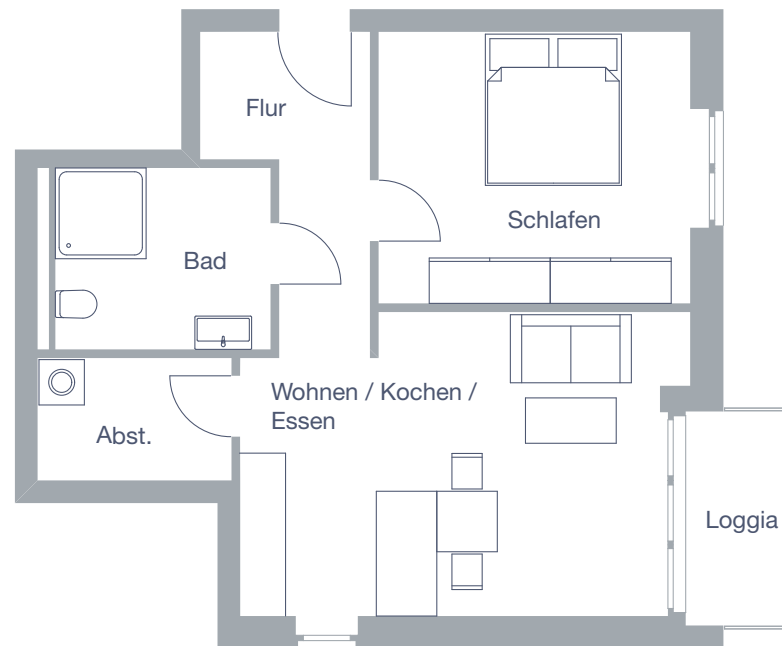 Flur
Schlafen
Bad
Wohnen / Kochen /
Essen
Abst.
Loggia